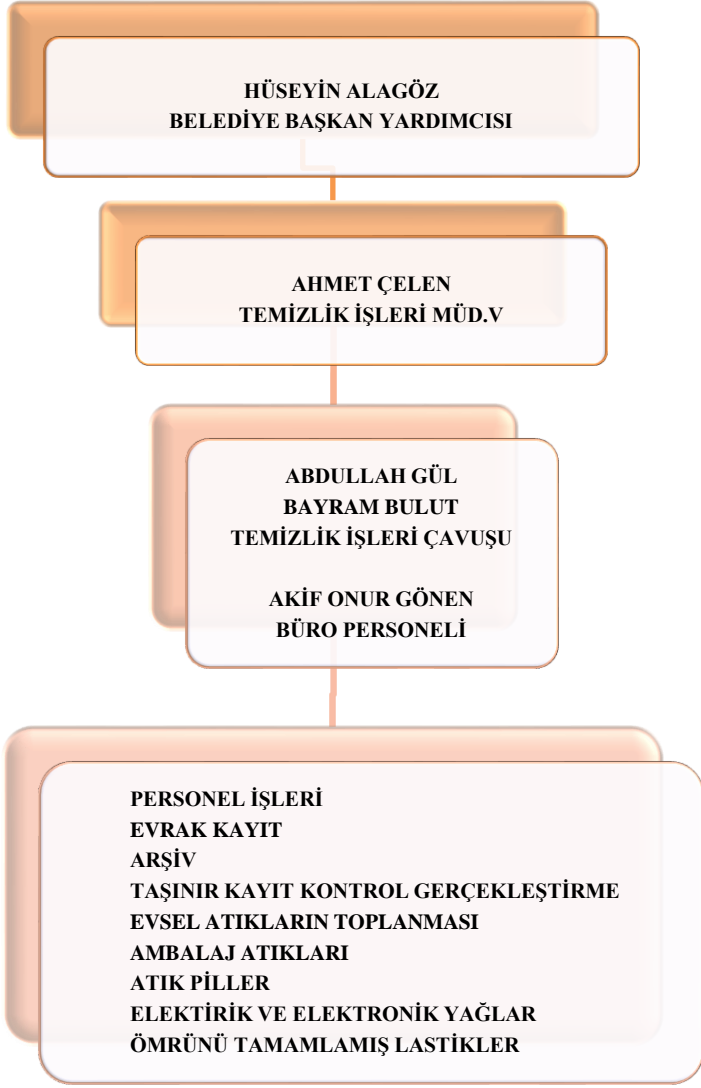 HÜSEYİN ALAGÖZ
BELEDİYE BAŞKAN YARDIMCISI
AHMET ÇELEN
TEMİZLİK İŞLERİ MÜD.V
ABDULLAH GÜL
BAYRAM BULUT
TEMİZLİK İŞLERİ ÇAVUŞU
AKİF ONUR GÖNEN
BÜRO PERSONELİ
PERSONEL İŞLERİ
EVRAK KAYIT
ARŞİV
TAŞINIR KAYIT KONTROL GERÇEKLEŞTİRME
EVSEL ATIKLARIN TOPLANMASI
AMBALAJ ATIKLARI
ATIK PİLLER
ELEKTİRİK VE ELEKTRONİK YAĞLAR
ÖMRÜNÜ TAMAMLAMIŞ LASTİKLER